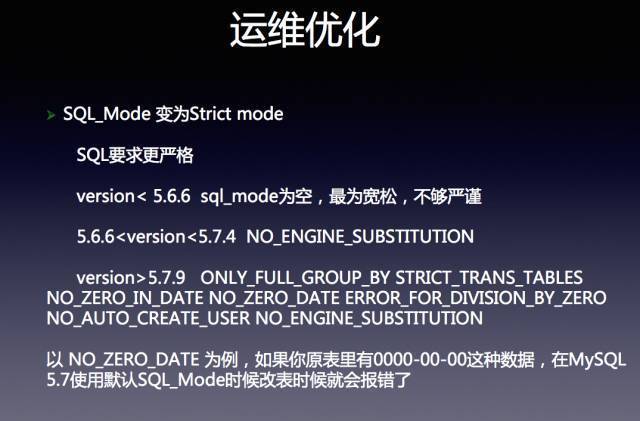 运维优化
SQL_Mode 变为Strict mode
SQL要求更严格
version< 5.6.6 sql_mode为空，最为宽松，不够严谨
5.6.6<version<5.7.4 NO_ENGINE_SUBSTITUTION
version>5.7.9 ONLY_FULL_GROUP_BY STRICT_TRANS_TABLES
NO_ZERO_IN_DATE NO_ZERO_DATE ERROR_FOR_DIVISION_BY_ZERO
NO_AUTO_CREATE_USER NO_ENGINE_SUBSTITUTION
以 NO_ZERO_DATE 为例，如果你原表里有0000-00-00这种数据，在MySQL
5.7使用默认SQL_Mode时候改表时候就会报错了